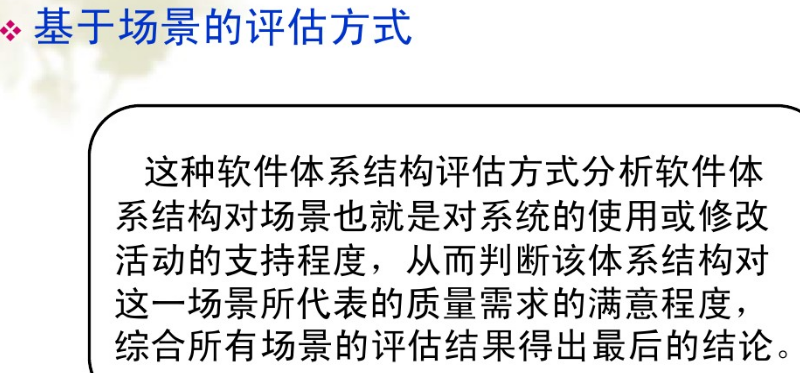 基于场景的评估方式
这种软件体系结构评估方式分析软件体
系结构对场景也就是对系统的使用或修改
活动的支持程度，从而判断该体系结构对
这一场景所代表的质量需求的满意程度，
综合所有场景的评估结果得出最后的结论。